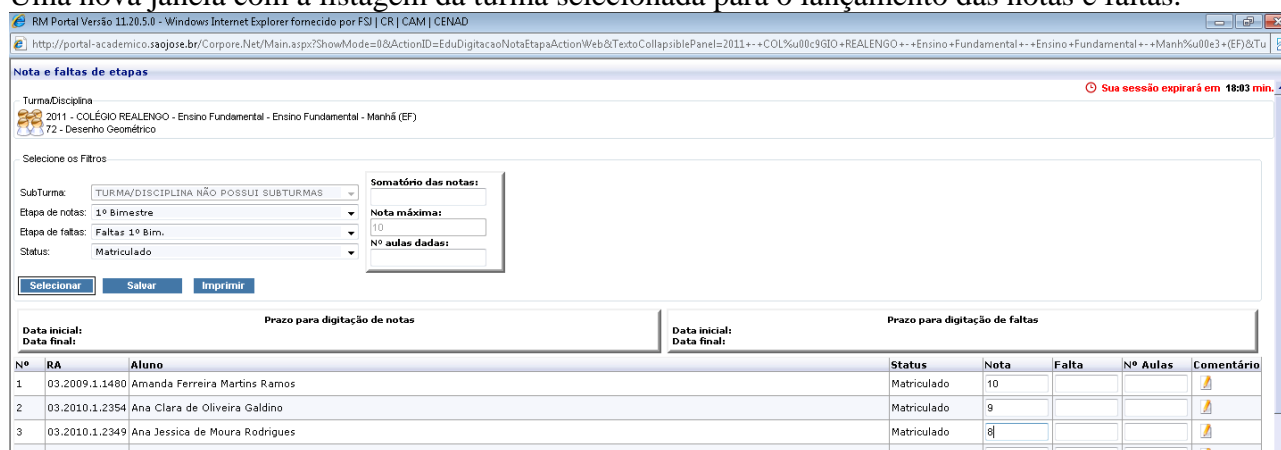 Uma nova janela com a listagem da turma selecionada para o lançamento das notas e faltas.
RM Portal Versão 11.20.5.0 - Windows Internet Explorer fornecido por FSJ | CR | CAM | CENAD
http://portal-academico.saojose.br/Corpore.Net/Main.aspx?ShowMode=0&ActionID=EduDigitacaoNotaEtapaActionWeb&TextoCollapsiblePanel=2011+-+COL%u00c9GIO+REALENGO+-+Ensino+Fundamental+-+Ensino+Fundamental+-+Manh%u00e3+(EF)&Tu
Nota e faltas de etapas
Sua sessão expirará em 18:03 min.
Turma/Disciplina
2011 - COLÉGIO REALENGO - Ensino Fundamental - Ensino Fundamental - Manhã (EF)
72 - Desenho Geométrico
Selecione os Filtros
SubTurma: TURMA/DISCIPLINA NÃO POSSUI SUBTURMAS
Etapa de notas: 1º Bimestre
Etapa de faltas: Faltas 1º Bim.
Status: Matriculado
Somatório das notas:
Nota máxima:
10
Nº aulas dadas:
Selecionar Salvar Imprimir
Prazo para digitação de notas
Data inicial:
Data final:
Prazo para digitação de faltas
Data inicial:
Data final:
Nº RA Aluno Status Nota Falta Nº Aulas Comentário
1 03.2009.1.1480 Amanda Ferreira Martins Ramos Matriculado 10
2 03.2010.1.2354 Ana Clara de Oliveira Galdino Matriculado 9
3 03.2010.1.2349 Ana Jessica de Moura Rodrigues Matriculado 8